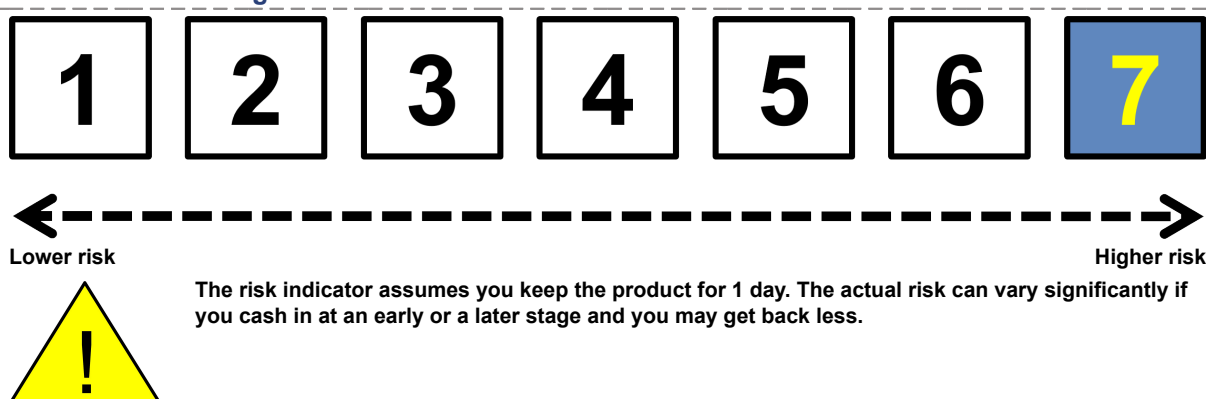 1 2 3 4 5 6 7
Lower risk Higher risk
The risk indicator assumes you keep the product for 1 day. The actual risk can vary significantly if
you cash in at an early or a later stage and you may get back less.
!